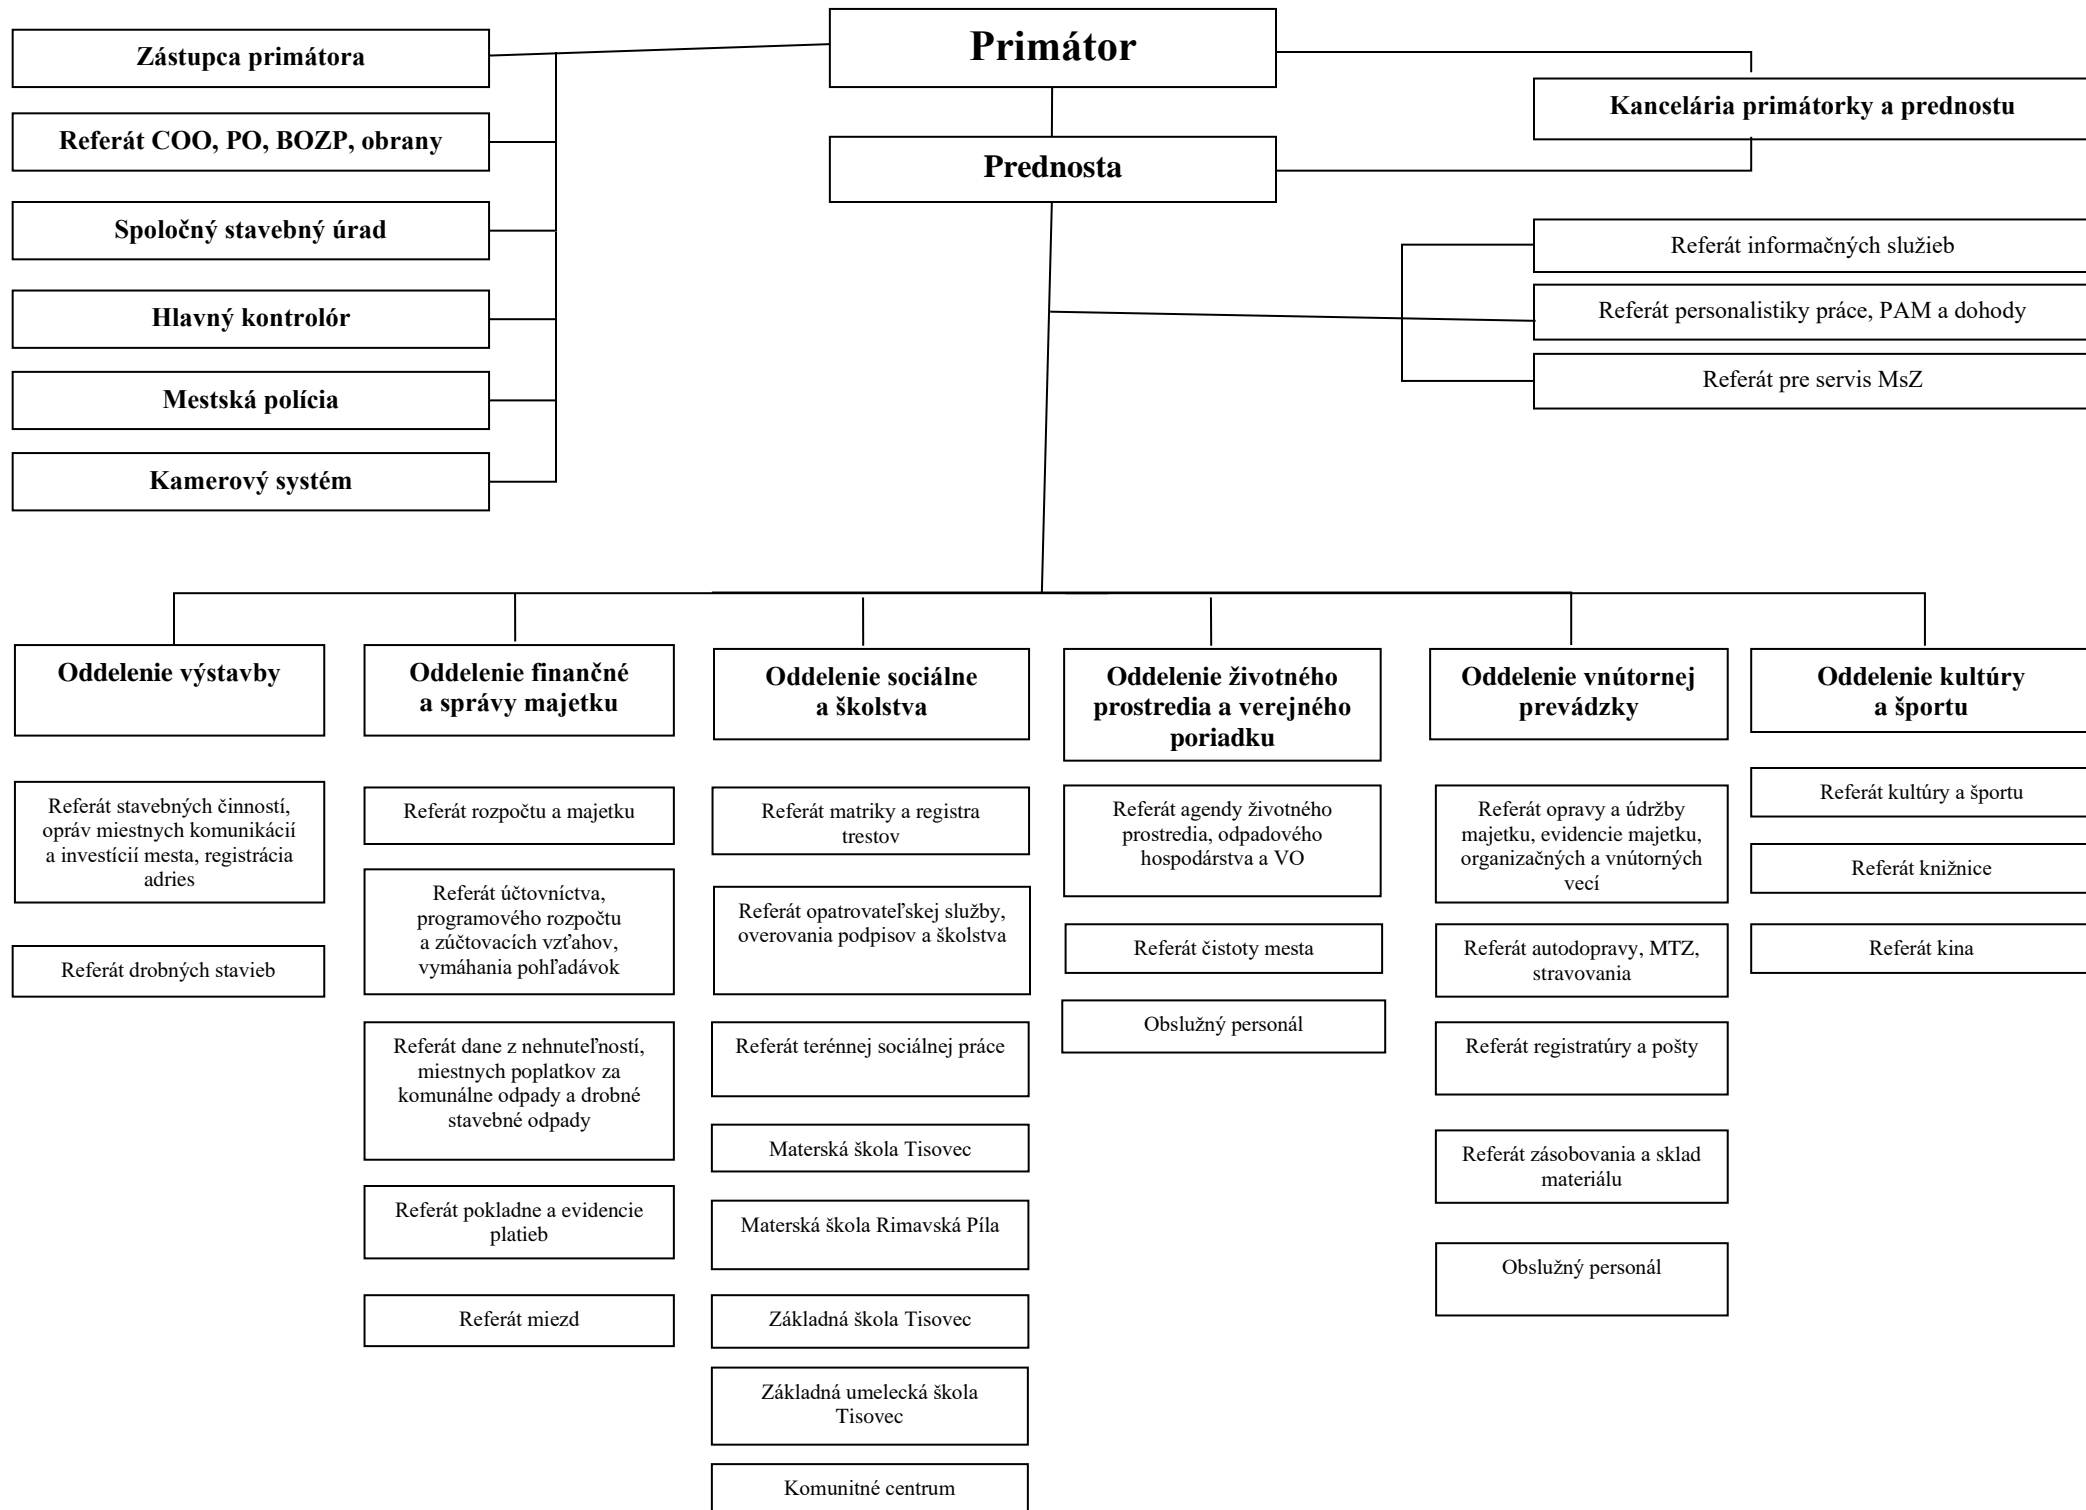 Primátor
Zástupca primátora
Referát COO, PO, BOZP, obrany
Spoločný stavebný úrad
Hlavný kontrolór
Mestská polícia
Kamerový systém
Kancelária primátorky a prednostu
Prednosta
Referát informačných služieb
Referát personalistiky práce, PAM a dohody
Referát pre servis MsZ
Oddelenie výstavby
Referát stavebných činností,
opráv miestnych komunikácií
a investícií mesta, registrácia
adries
Referát drobných stavieb
Oddelenie finančné
a správy majetku
Referát rozpočtu a majetku
Referát účtovníctva,
programového rozpočtu
a zúčtovacích vzťahov,
vymáhania pohľadávok
Referát dane z nehnuteľností,
miestnych poplatkov za
komunálne odpady a drobné
stavebné odpady
Referát pokladne a evidencie
platieb
Referát miezd
Oddelenie sociálne
a školstva
Referát matriky a registra
trestov
Referát opatrovateľskej služby,
overovania podpisov a školstva
Referát terénnej sociálnej práce
Materská škola Tisovec
Materská škola Rimavská Píla
Základná škola Tisovec
Základná umelecká škola
Tisovec
Komunitné centrum
Oddelenie životného
prostredia a verejného
poriadku
Referát agendy životného
prostredia, odpadového
hospodárstva a VO
Referát čistoty mesta
Obslužný personál
Oddelenie vnútornej
prevádzky
Referát opravy a údržby
majetku, evidencie majetku,
organizačných a vnútorných
vecí
Referát autodopravy, MTZ,
stravovania
Referát registratúry a pošty
Referát zásobovania a sklad
materiálu
Obslužný personál
Oddelenie kultúry
a športu
Referát kultúry a športu
Referát knižnice
Referát kina